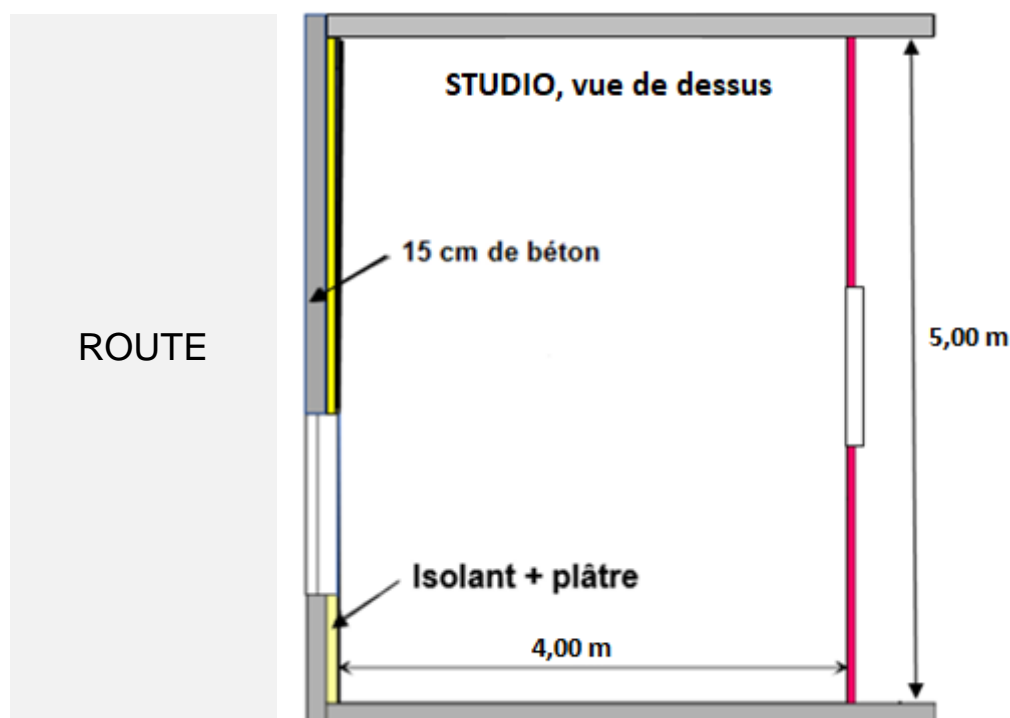 STUDIO, vue de dessus
15 cm de béton
ROUTE
5,00 m
Isolant + plâtre
4,00 m